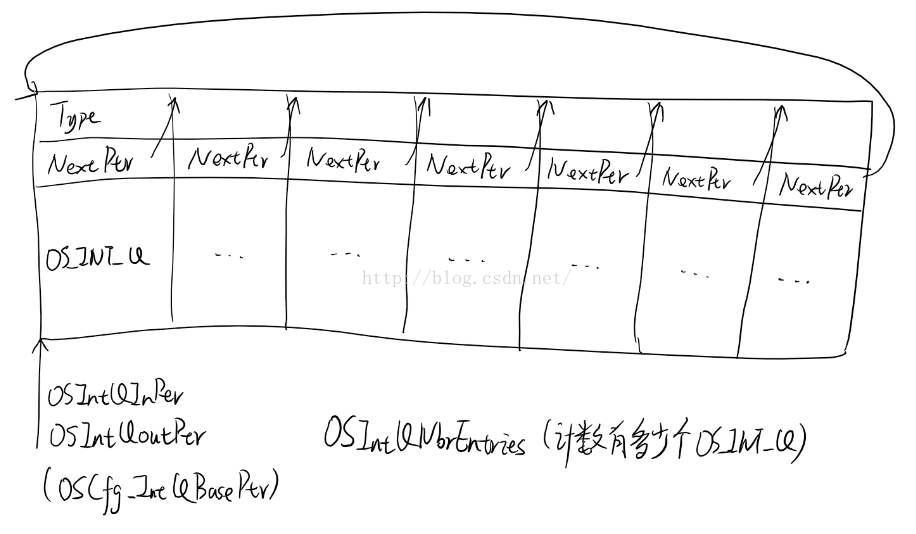 Type
NextPtr NextPtr NextPtr NextPtr NextPtr NextPtr NextPtr
OS_INT_Q ... ... ... ... ... ...
http://blog.csdn.net/
OSIntQInPtr
OSIntQOutPtr
(OSCfg_IntQBasePtr)
OSIntQNbrEntries (计数有多少个OS_INT_Q)